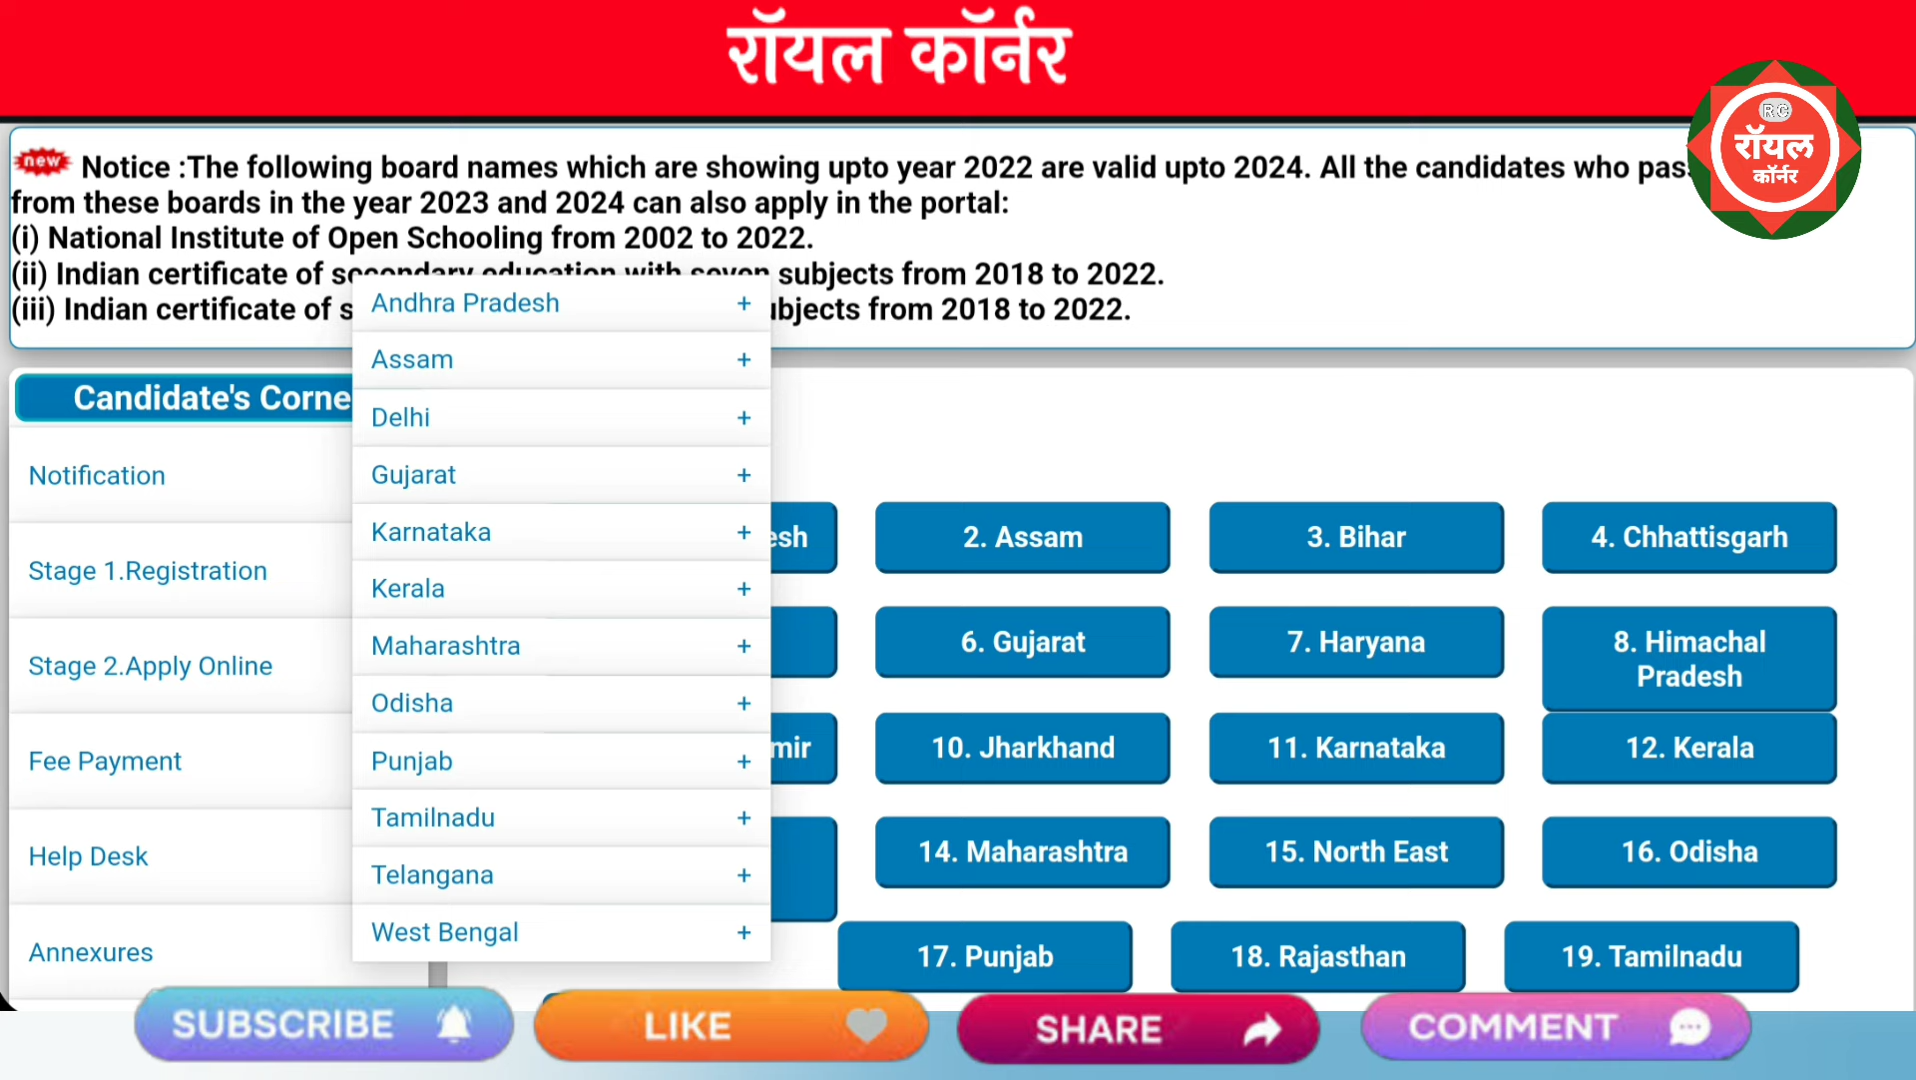 रॉयल कॉर्नर
RC
रॉयल
कॉर्नर
new Notice :The following board names which are showing upto year 2022 are valid upto 2024. All the candidates who
from these boards in the year 2023 and 2024 can also apply in the portal:
(i) National Institute of Open Schooling from 2002 to 2022.
(ii) Indian certificate of secondary education with seven subjects from 2018 to 2022.
(iii) Indian certificate of from 2018 to 2022.
Candidate's
Notification
Stage 1.Registration
Stage 2.Apply Online
Fee Payment
Help Desk
Annexures
Andhra Pradesh +
Assam +
Delhi +
Gujarat +
Karnataka +
Kerala +
Maharashtra +
Odisha +
Punjab +
Tamilnadu +
Telangana +
West Bengal +
2. Assam
3. Bihar
4. Chhattisgarh
6. Gujarat
7. Haryana
8. Himachal
Pradesh
10. Jharkhand
11. Karnataka
12. Kerala
14. Maharashtra
15. North East
16. Odisha
17. Punjab
18. Rajasthan
19. Tamilnadu
SUBSCRIBE
LIKE
SHARE
COMMENT